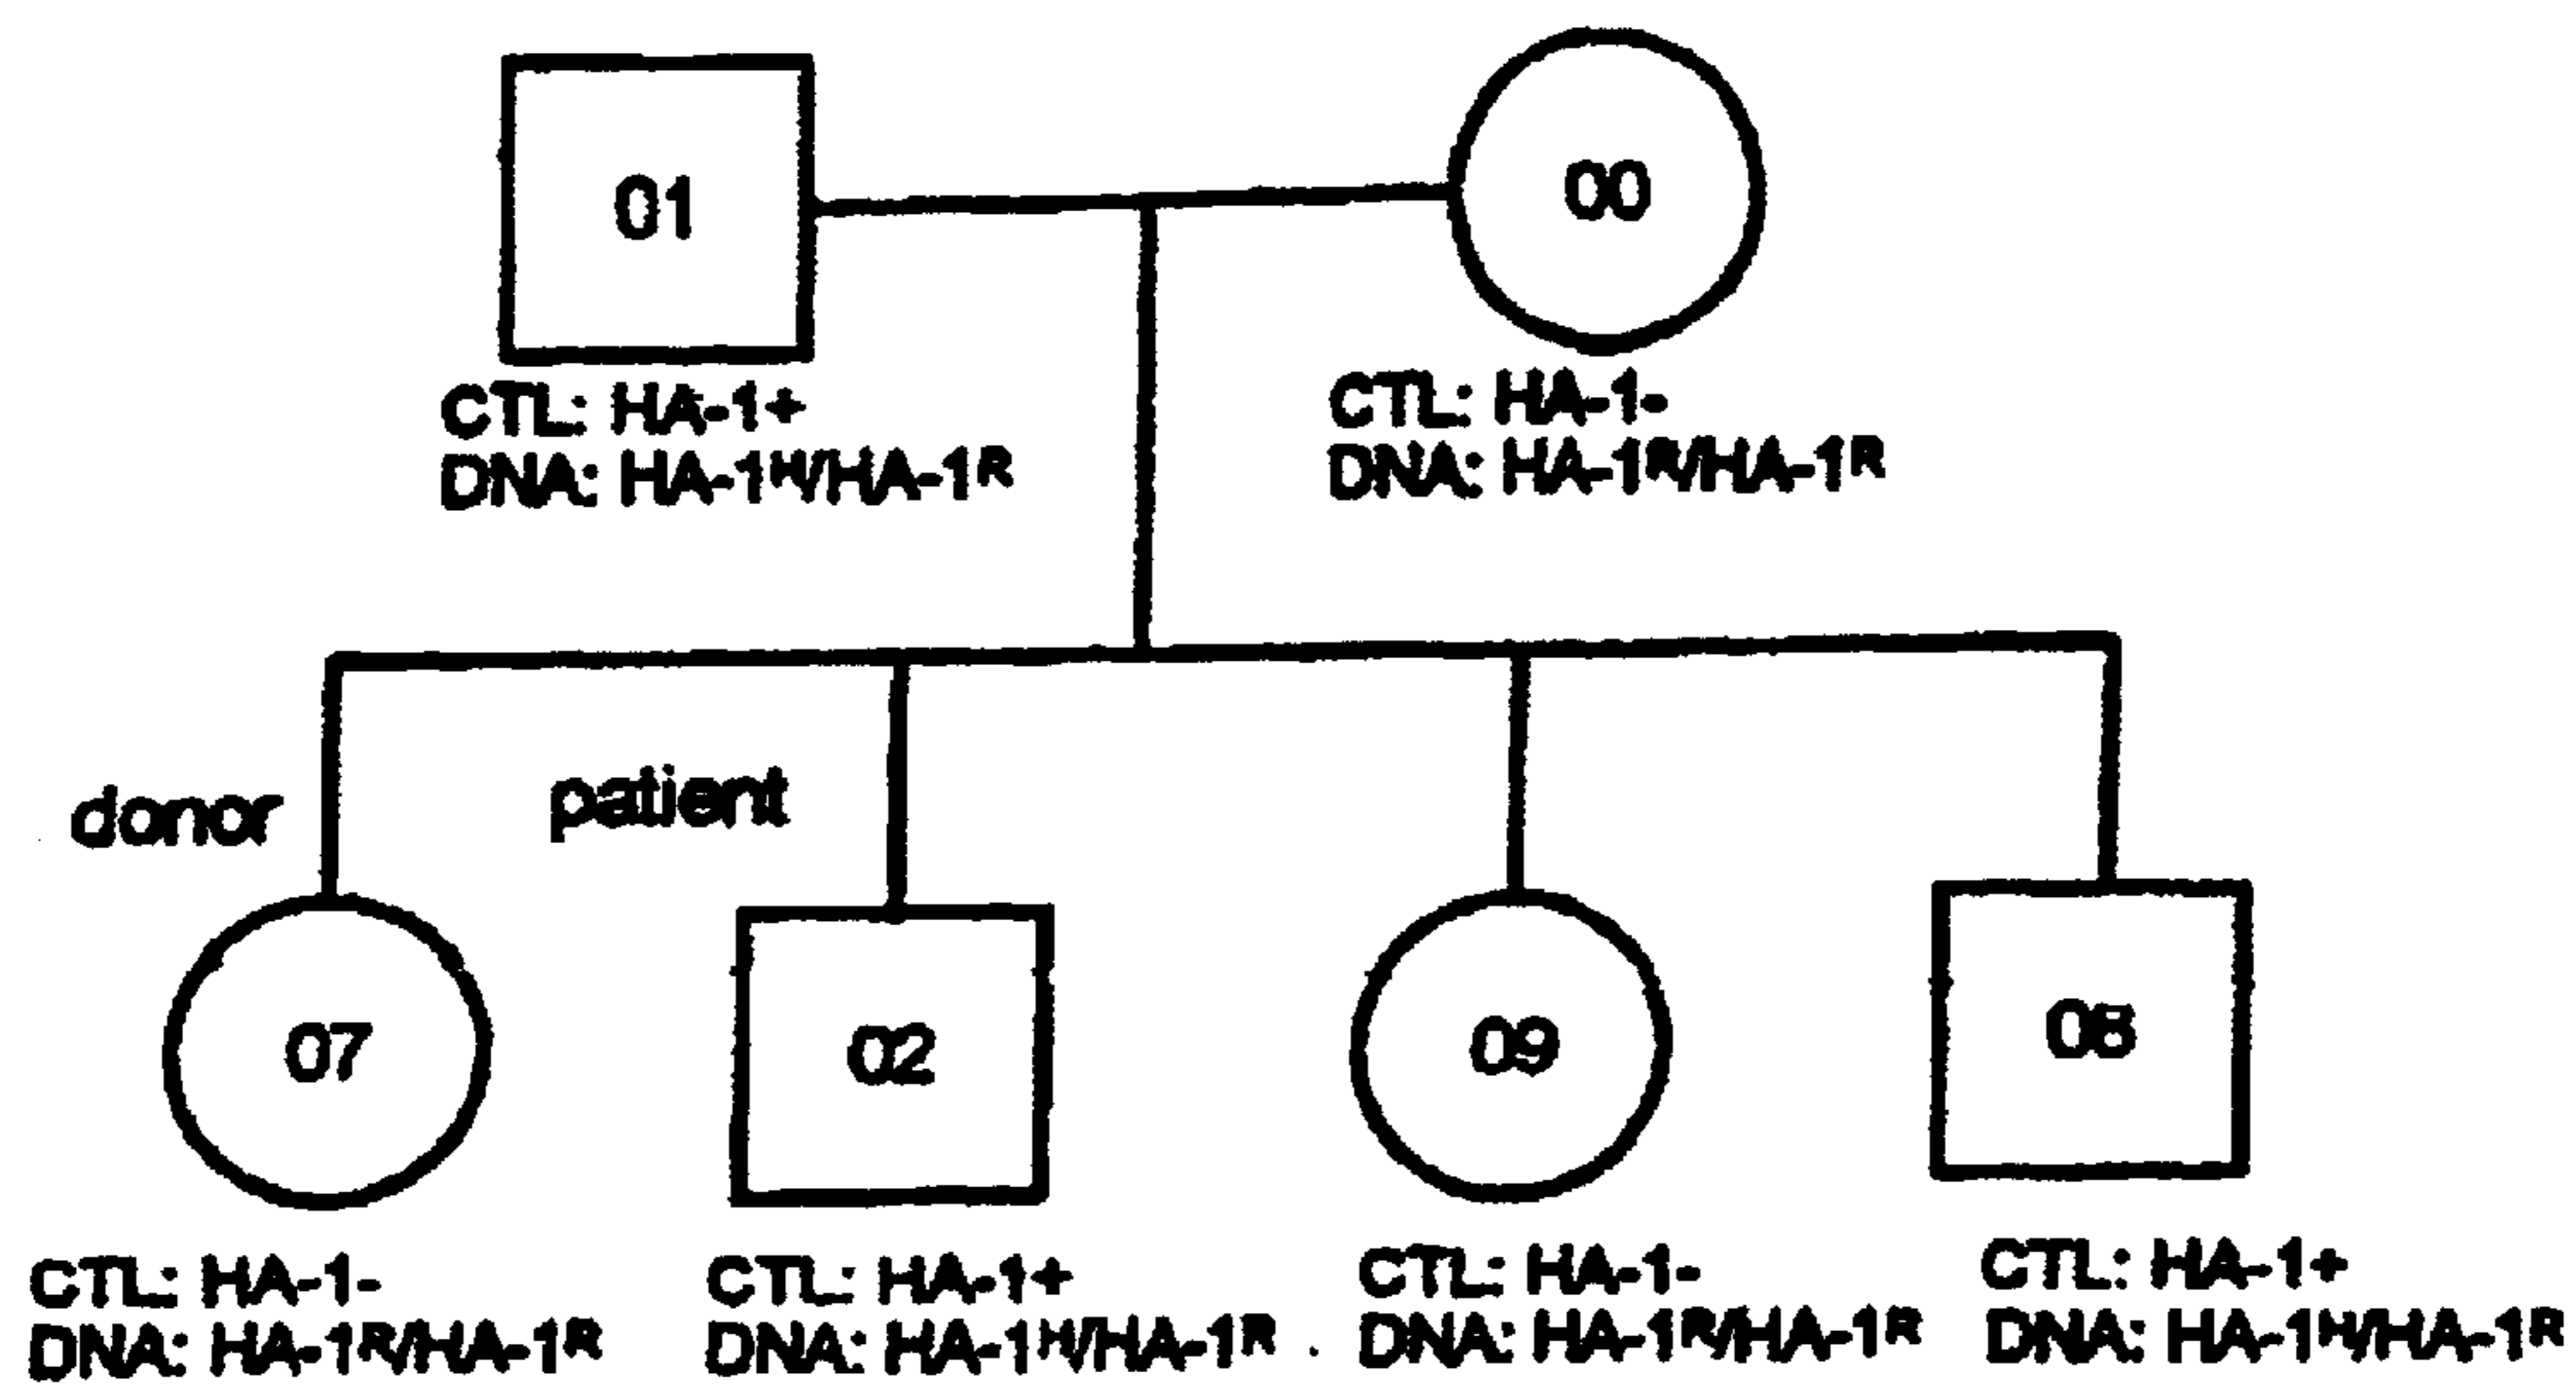 01
00
CTL: HA-1+
DNA: HA-1ᴴ/HA-1ᴿ
CTL: HA-1-
DNA: HA-1ᴿ/HA-1ᴿ
donor
patient
07
02
09
08
CTL: HA-1-
DNA: HA-1ᴿ/HA-1ᴿ
CTL: HA-1+
DNA: HA-1ᴴ/HA-1ᴿ
CTL: HA-1-
DNA: HA-1ᴿ/HA-1ᴿ
CTL: HA-1+
DNA: HA-1ᴴ/HA-1ᴿ